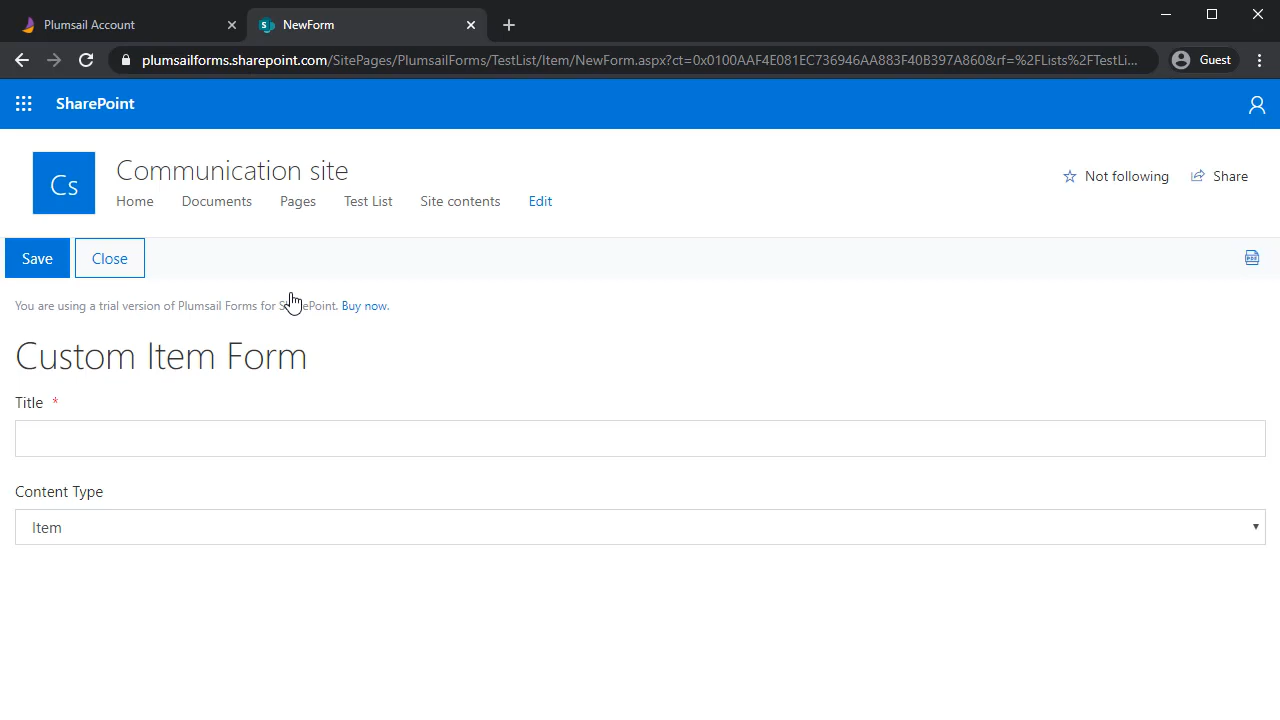 Plumsail Account
NewForm
plumsailforms.sharepoint.com/SitePages/PlumsailForms/TestList/Item/NewForm.aspx?ct=0x0100AAF4E081EC736946AA883F40B397A860&rf=%2FLists%2FTestLi...
Guest
SharePoint
Cs
Communication site
Home Documents Pages Test List Site contents Edit
Not following Share
Save Close
You are using a trial version of Plumsail Forms for Buy now.
Custom Item Form
Title *
Content Type
Item